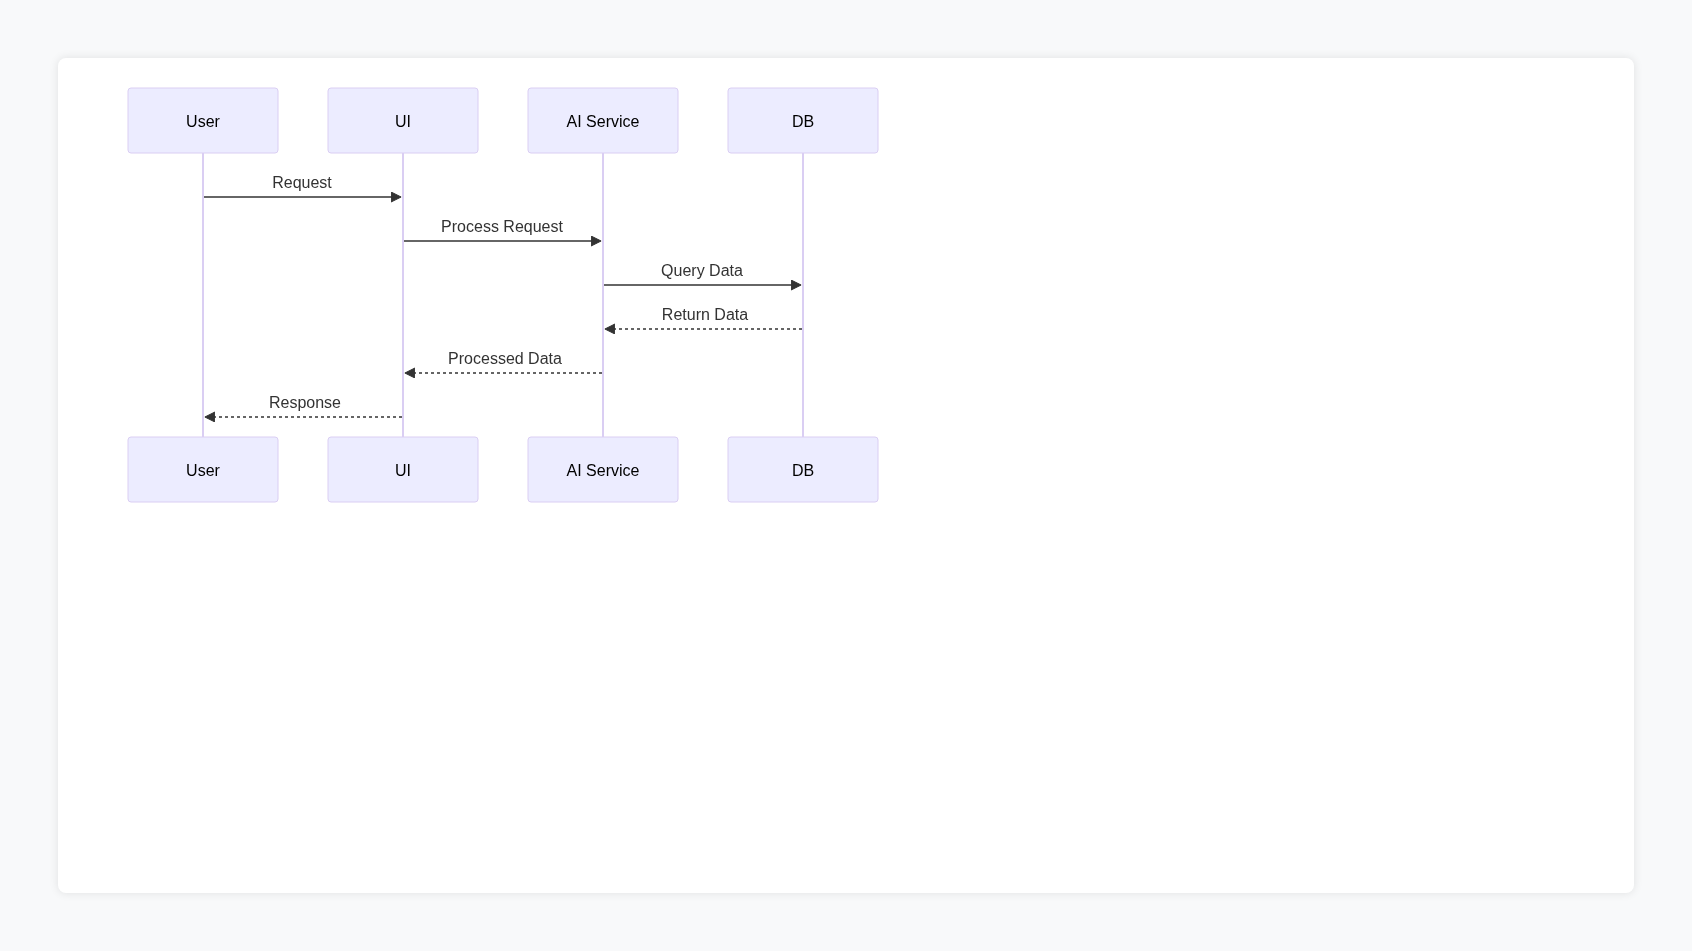 User
UI
AI Service
DB
Request
Process Request
Query Data
Return Data
Processed Data
Response
User
UI
AI Service
DB